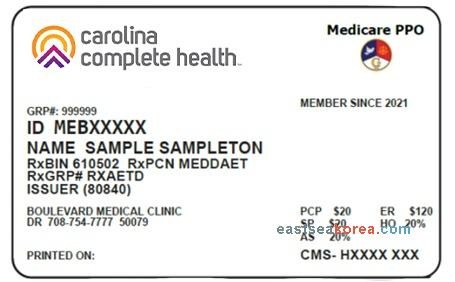 carolina
complete health™
Medicare PPO
G
MEMBER SINCE 2021
GRP#: 999999
ID MEBXXXXX
NAME SAMPLE SAMPLETON
RxBIN 610502 RxPCN MEDDAET
RxGRP# RXAETD
ISSUER (80840)
BOULEVARD MEDICAL CLINIC
DR 708-754-7777 50079
PCP $20 ER $120
SP $20 HO 20%
AS 20%
eastseakorea.com
PRINTED ON:
CMS- HXXXX XXX